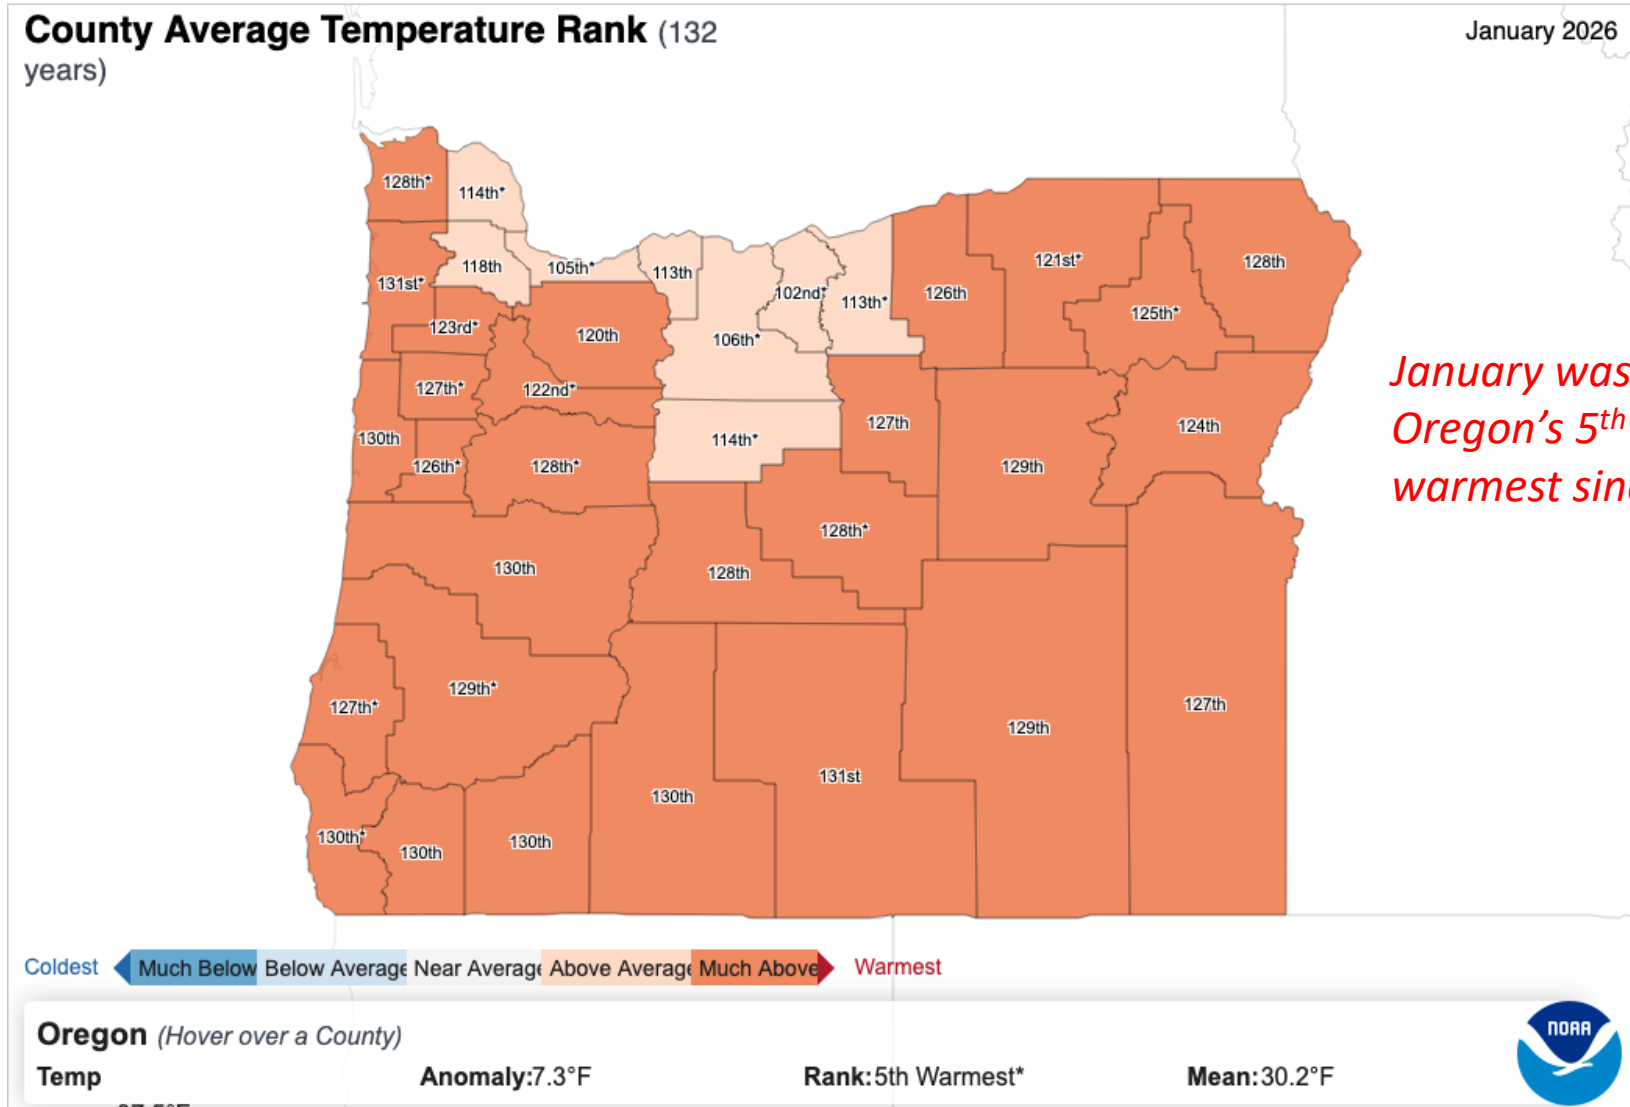 County Average Temperature Rank (132
years)
January 2026
128th*
114th*
118th
105th*
113th
131st*
102nd*
113th*
126th
121st*
128th
125th*
123rd*
120th
106th*
127th*
122nd*
130th
126th*
128th*
114th*
127th
129th
124th
January was
Oregon's 5th
warmest
128th*
130th
128th
127th*
129th*
129th
127th
130th*
130th
130th
130th
131st
Coldest Much Below Below Average Near Average Above Average Much Above Warmest
Oregon (Hover over a County)
NOAA
Temp Anomaly:7.3°F Rank:5th Warmest* Mean:30.2°F